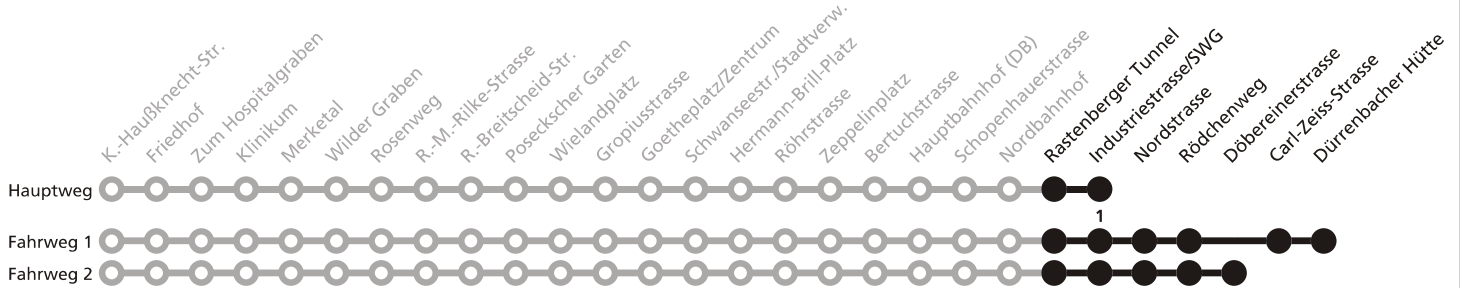 K.-Haußknecht-Str.
Friedhof
Zum Hospitalgraben
Klinikum
Merketal
Wilder Graben
Rosenweg
R.-M.-Rilke-Strasse
R.-Breitscheid-Str.
Poseckscher Garten
Wielandplatz
Gropiusstrasse
Goetheplatz/Zentrum
Schwanseestr./Stadtverw.
Hermann-Brill-Platz
Röhrstrasse
Zeppelinplatz
Bertuchstrasse
Hauptbahnhof (DB)
Schopenhauerstrasse
Nordbahnhof
Rastenberger Tunnel
Industriestrasse/SWG
Nordstrasse
Rödchenweg
Döbereinerstrasse
Carl-Zeiss-Strasse
Dürrenbacher Hütte
Hauptweg
1
Fahrweg 1
Fahrweg 2